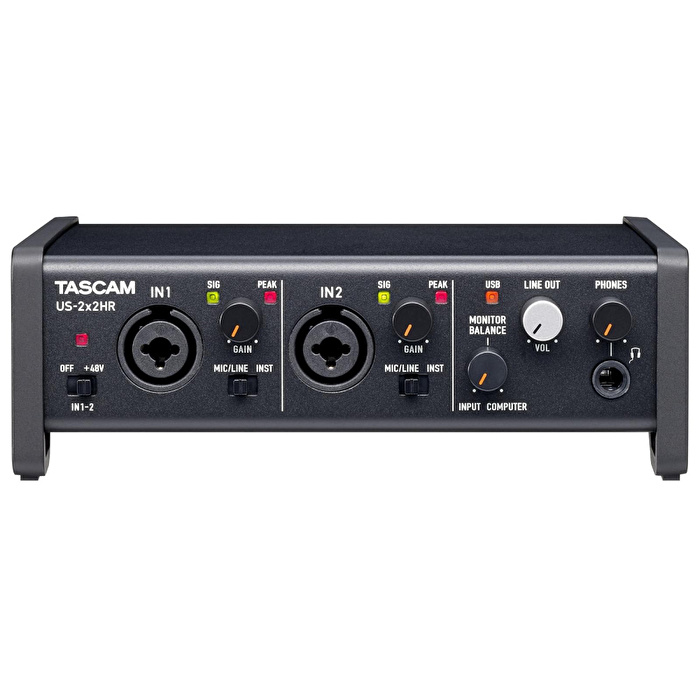 TASCAM
US-2x2HR
OFF +48V
IN1-2
IN1
SIG
PEAK
GAIN
MIC/LINE INST
IN2
SIG
PEAK
GAIN
MIC/LINE INST
USB
MONITOR
BALANCE
INPUT COMPUTER
LINE OUT
VOL
PHONES